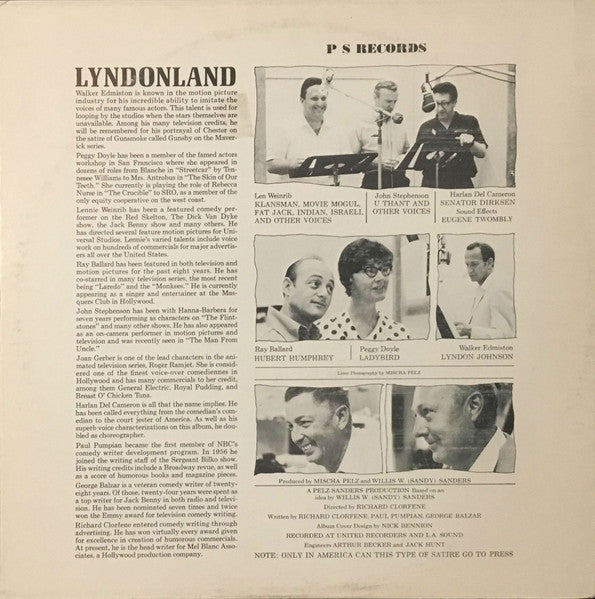 P S RECORDS
LYNDONLAND
Walker Edmiston is known in the motion picture
industry for his incredible ability to imitate the
voices of many famous actors. This talent is used for
looping by the studios when the stars themselves are
unavailable. Among his many television credits, he
will be remembered for his portrayal of Chester on
the satire of Gunsmoke called Gunsby on the Maver-
ick series.
Peggy Doyle has been a member of the famed actors
workshop in San Francisco where she appeared in
dozens of roles from Blanche in "Streetcar" by Ten-
nessee Williams to Mrs. Antrobus in "The Skin of Our
Teeth." She currently is playing the role of Rebecca
Nurse in "The Crucible" to SRO, as a member of the
only equity cooperative on the west coast.
Lennie Weinrib has been a featured comedy per-
former on the Red Skelton, The Dick Van Dyke
show, the Jack Benny show and many others. He
has directed several feature motion pictures for Uni-
versal Studios. Lennie's varied talents include voice
work on hundreds of commercials for major advertis-
ers all over the United States.
Ray Ballard has been featured in both television and
motion pictures for the past eight years. He has
co-starred in many television series, the most recent
being "Laredo" and the "Monkees." He is currently
appearing as a singer and entertainer at the Mas-
quers Club in Hollywood.
John Stephenson has been with Hanna-Barbera for
seven years performing as characters on "The Flint-
stones" and many other shows. He has also appeared
as an on-camera performer in motion pictures and
television and was recently seen in "The Man From
Uncle."
Joan Gerber is one of the lead characters in the ani-
mated television series, Roger Ramjet. She is consid-
ered one of the finest voice-over comediennes in
Hollywood and has many commercials to her credit,
among them General Electric, Royal Pudding, and
Breast O' Chicken Tuna.
Harlan Del Cameron is all that the name implies. He
has been called everything from the comedian's com-
edian to the court jester of America. As well as his
superb voice characterizations on this album, he dou-
bled as choreographer.
Paul Pumpian became the first member of NBC's
comedy writer development program. In 1956 he
joined the writing staff of the Sergeant Bilko show.
His writing credits include a Broadway revue, as well
as a score of humorous books and magazine pieces.
George Balzar is a veteran comedy writer of twenty-
eight years. Of those, twenty-four years were spent as
a top writer for Jack Benny in both radio and televi-
sion. He has been nominated seven times and twice
won the Emmy award for television comedy writing.
Richard Clorfene entered comedy writing through
advertising. He has won virtually every award given
for excellence in creation of humorous commercials.
At present, he is the head writer for Mel Blanc Asso-
ciates, a Hollywood production company.
Len Weinrib
KLANSMAN, MOVIE MOGUL,
FAT JACK, INDIAN, ISRAELI,
AND OTHER VOICES
John Stephenson
U THANT AND
OTHER VOICES
Harlan Del Cameron
SENATOR DIRKSEN
Sound Effects
EUGENE TWOMBLY
Ray Ballard
HUBERT HUMPHREY
Peggy Doyle
LADYBIRD
Walker Edmiston
LYNDON JOHNSON
Liner Photography by MISCHA PELZ
Produced by MISCHA PELZ and WILLIS W. (SANDY) SANDERS
A PELZ-SANDERS PRODUCTION Based on an
idea by WILLIS W. (SANDY) SANDERS
Directed by RICHARD CLORFENE
Written by RICHARD CLORFENE, PAUL PUMPIAN, GEORGE BALZAR
Album Cover Design by NICK BENNION
RECORDED AT UNITED RECORDERS and L.A. SOUND
Engineers ARTHUR BECKER and JACK HUNT
NOTE: ONLY IN AMERICA CAN THIS TYPE OF SATIRE GO TO PRESS